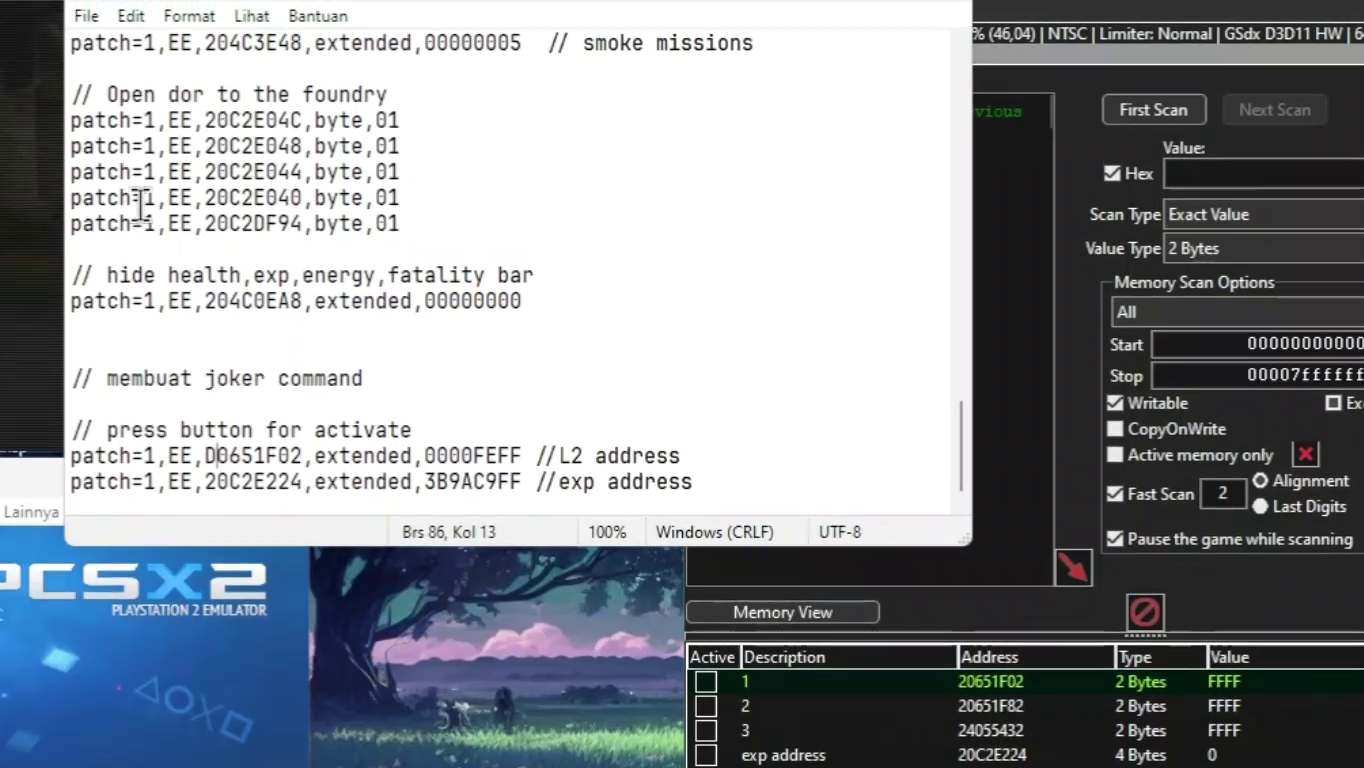 File Edit Format Lihat Bantuan
patch=1,EE,204C3E48,extended,00000005 // smoke missions
// Open dor to the foundry
patch=1,EE,20C2E04C,byte,01
patch=1,EE,20C2E048,byte,01
patch=1,EE,20C2E044,byte,01
patch=1,EE,20C2E040,byte,01
patch=1,EE,20C2DF94,byte,01
// hide health,exp,energy,fatality bar
patch=1,EE,204C0EA8,extended,00000000
// membuat joker command
// press button for activate
patch=1,EE,D0651F02,extended,0000FEFF //L2 address
patch=1,EE,20C2E224,extended,3B9AC9FF //exp address
Brs 86, Kol 13 100% Windows (CRLF) UTF-8
Lainnya
PCSX2
PLAYSTATION 2 EMULATOR
% (46,04) | NTSC | Limiter: Normal | GSdx D3D11 HW | 6
vious
First Scan Next Scan
Value:
Hex
Scan Type Exact Value
Value Type 2 Bytes
Memory Scan Options
All
Start 00000000000
Stop 00007ffffff
Writable Ex
CopyOnWrite
Active memory only
Fast Scan 2 Alignment
Last Digits
Pause the game while scanning
Memory View
Active Description Address Type Value
1 20651F02 2 Bytes FFFF
2 20651F82 2 Bytes FFFF
3 24055432 2 Bytes FFFF
exp address 20C2E224 4 Bytes 0